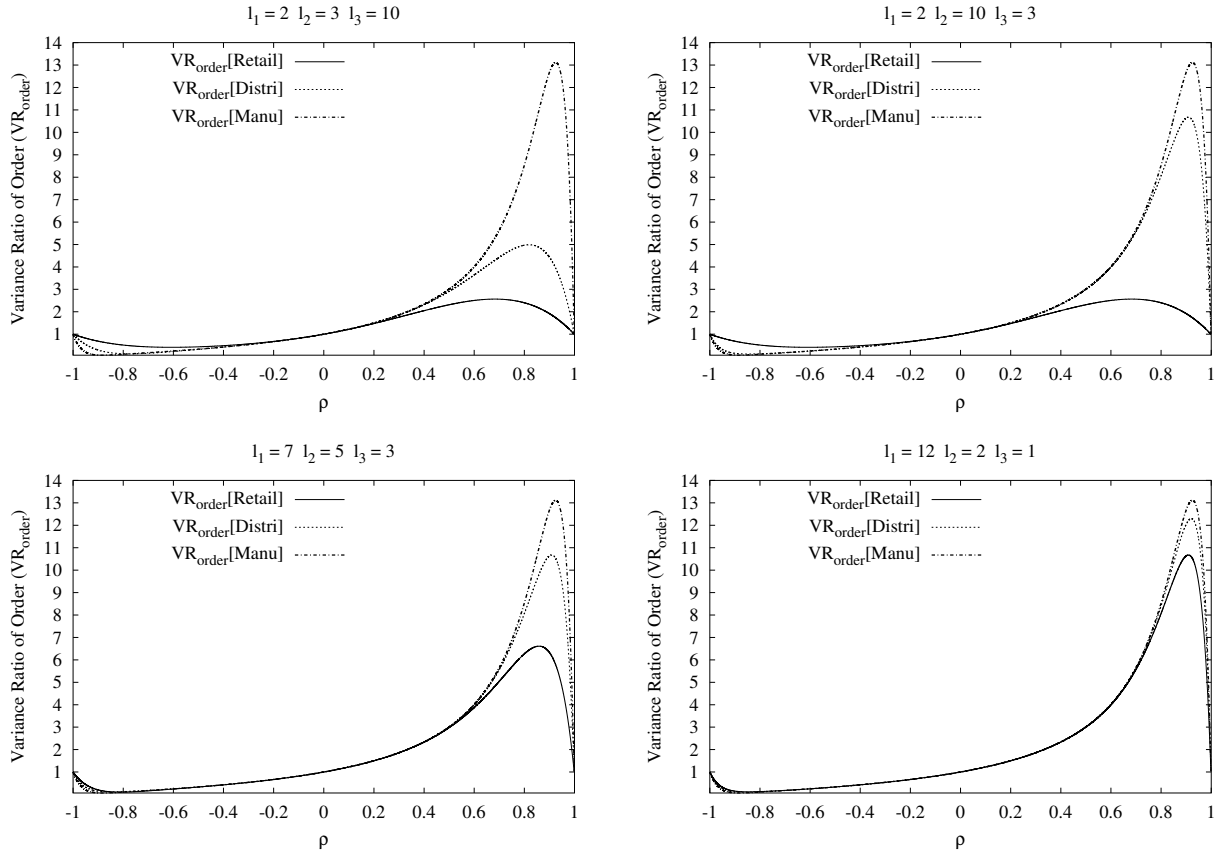 l1 = 2 l2 = 3 l3 = 10
Variance Ratio of Order (VRorder)
14
13
12
11
10
9
8
7
6
5
4
3
2
1
VRorder[Retail]
VRorder[Distri]
VRorder[Manu]
-1 -0.8 -0.6 -0.4 -0.2 0 0.2 0.4 0.6 0.8 1
ρ
l1 = 2 l2 = 10 l3 = 3
Variance Ratio of Order (VRorder)
14
13
12
11
10
9
8
7
6
5
4
3
2
1
VRorder[Retail]
VRorder[Distri]
VRorder[Manu]
-1 -0.8 -0.6 -0.4 -0.2 0 0.2 0.4 0.6 0.8 1
ρ
l1 = 7 l2 = 5 l3 = 3
Variance Ratio of Order (VRorder)
14
13
12
11
10
9
8
7
6
5
4
3
2
1
VRorder[Retail]
VRorder[Distri]
VRorder[Manu]
-1 -0.8 -0.6 -0.4 -0.2 0 0.2 0.4 0.6 0.8 1
ρ
l1 = 12 l2 = 2 l3 = 1
Variance Ratio of Order (VRorder)
14
13
12
11
10
9
8
7
6
5
4
3
2
1
VRorder[Retail]
VRorder[Distri]
VRorder[Manu]
-1 -0.8 -0.6 -0.4 -0.2 0 0.2 0.4 0.6 0.8 1
ρ